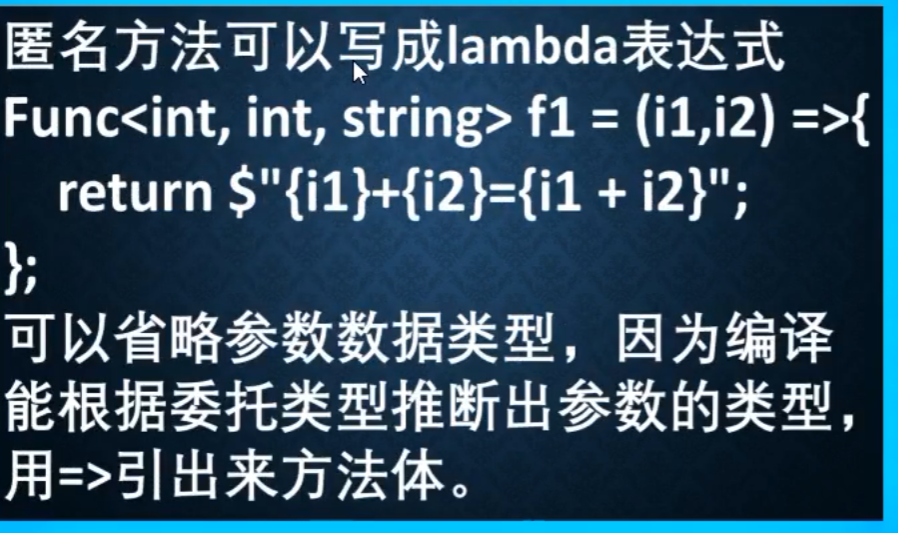 匿名方法可以写成lambda表达式
Func<int, int, string> f1 = (i1,i2) =>{
return $"{i1}+{i2}={i1 + i2}";
};
可以省略参数数据类型，因为编译
能根据委托类型推断出参数的类型，
用=>引出来方法体。